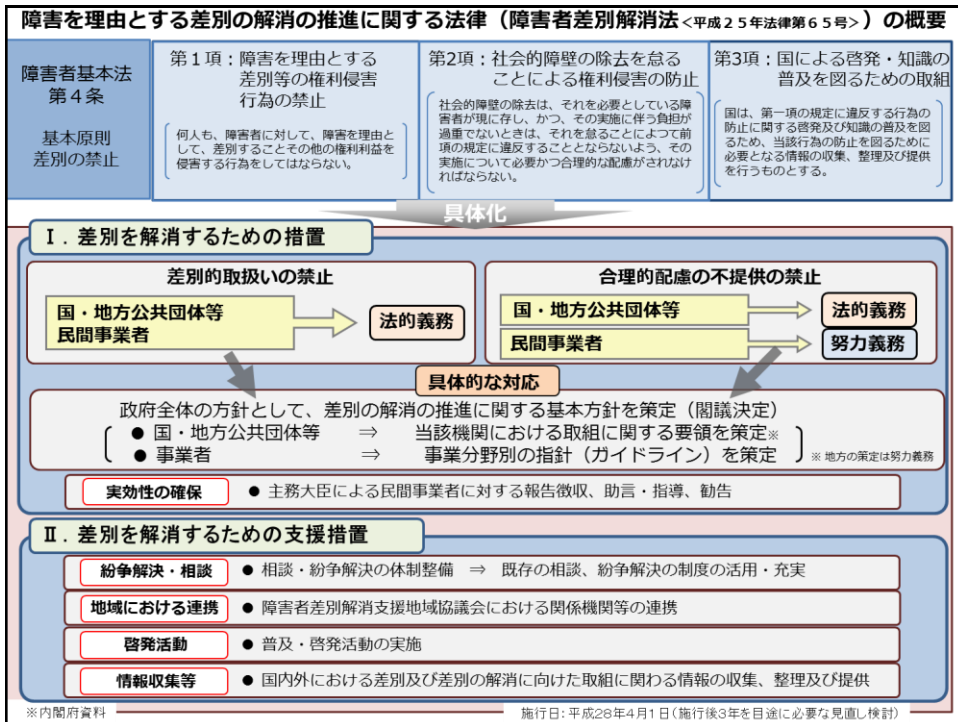 障害を理由とする差別の解消の推進に関する法律（障害者差別解消法<平成２５年法律第６５号>）の概要
障害者基本法
第４条
基本原則
差別の禁止
第１項：障害を理由とする
差別等の権利侵害
行為の禁止
何人も、障害者に対して、障害を理由と
して、差別することその他の権利利益を
侵害する行為をしてはならない。
第２項：社会的障壁の除去を怠る
ことによる権利侵害の防止
社会的障壁の除去は、それを必要としている障
害者が現に存し、かつ、その実施に伴う負担が
過重でないときは、それを怠ることによつて前
項の規定に違反することとならないよう、その
実施について必要かつ合理的な配慮がされなけ
ればならない。
第３項：国による啓発・知識の
普及を図るための取組
国は、第一項の規定に違反する行為の
防止に関する啓発及び知識の普及を図
るため、当該行為の防止を図るために
必要となる情報の収集、整理及び提供
を行うものとする。
具体化
Ⅰ．差別を解消するための措置
差別的取扱いの禁止
国・地方公共団体等
民間事業者
法的義務
合理的配慮の不提供の禁止
国・地方公共団体等
法的義務
民間事業者
努力義務
具体的な対応
政府全体の方針として、差別の解消の推進に関する基本方針を策定（閣議決定）
● 国・地方公共団体等 ⇒ 当該機関における取組に関する要領を策定※
● 事業者 ⇒ 事業分野別の指針（ガイドライン）を策定
※ 地方の策定は努力義務
実効性の確保 ● 主務大臣による民間事業者に対する報告徴収、助言・指導、勧告
Ⅱ．差別を解消するための支援措置
紛争解決・相談 ● 相談・紛争解決の体制整備 ⇒ 既存の相談、紛争解決の制度の活用・充実
地域における連携 ● 障害者差別解消支援地域協議会における関係機関等の連携
啓発活動 ● 普及・啓発活動の実施
情報収集等 ● 国内外における差別及び差別の解消に向けた取組に関わる情報の収集、整理及び提供
※内閣府資料
施行日：平成28年4月1日（施行後3年を目途に必要な見直し検討）